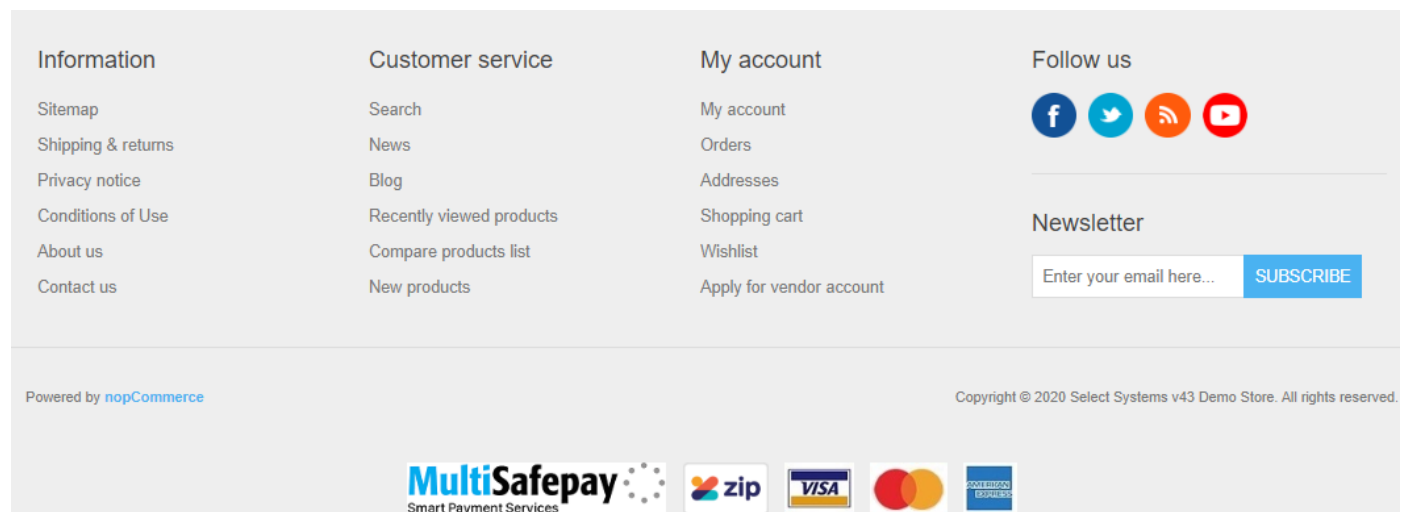 Information
Sitemap
Shipping & returns
Privacy notice
Conditions of Use
About us
Contact us
Customer service
Search
News
Blog
Recently viewed products
Compare products list
New products
My account
My account
Orders
Addresses
Shopping cart
Wishlist
Apply for vendor account
Follow us
f
Newsletter
Enter your email here...
SUBSCRIBE
Powered by nopCommerce
Copyright © 2020 Select Systems v43 Demo Store. All rights reserved.
MultiSafepay
Smart Payment Services
zip
VISA
AMERICAN
EXPRESS